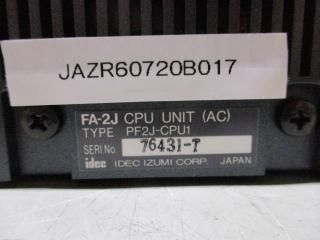 JAZR60720B017
FA-2J CPU UNIT (AC)
TYPE PF2J-CPU1
SERI.No 76431-T
idec IDEC IZUMI CORP. JAPAN